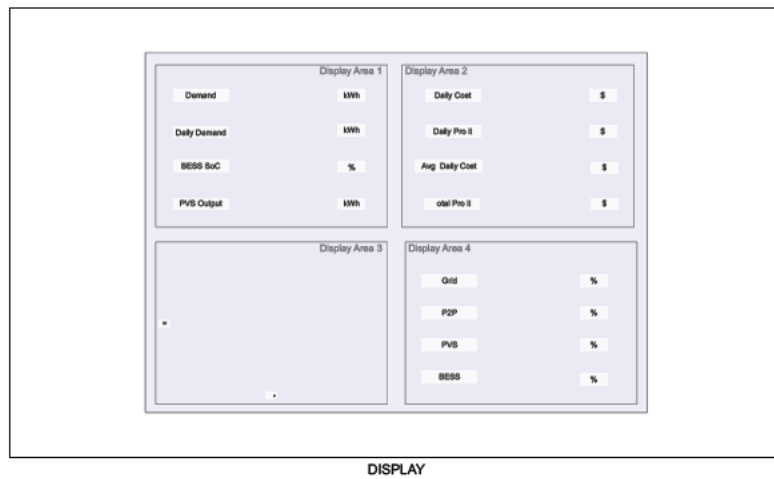 Display Area 1
Demand kWh
Daily Demand kWh
BESS SoC %
PVS Output kWh
Display Area 2
Daily Cost $
Daily Pro it $
Avg Daily Cost $
otal Pro it $
Display Area 3
Display Area 4
Grid %
P2P %
PVS %
BESS %
DISPLAY